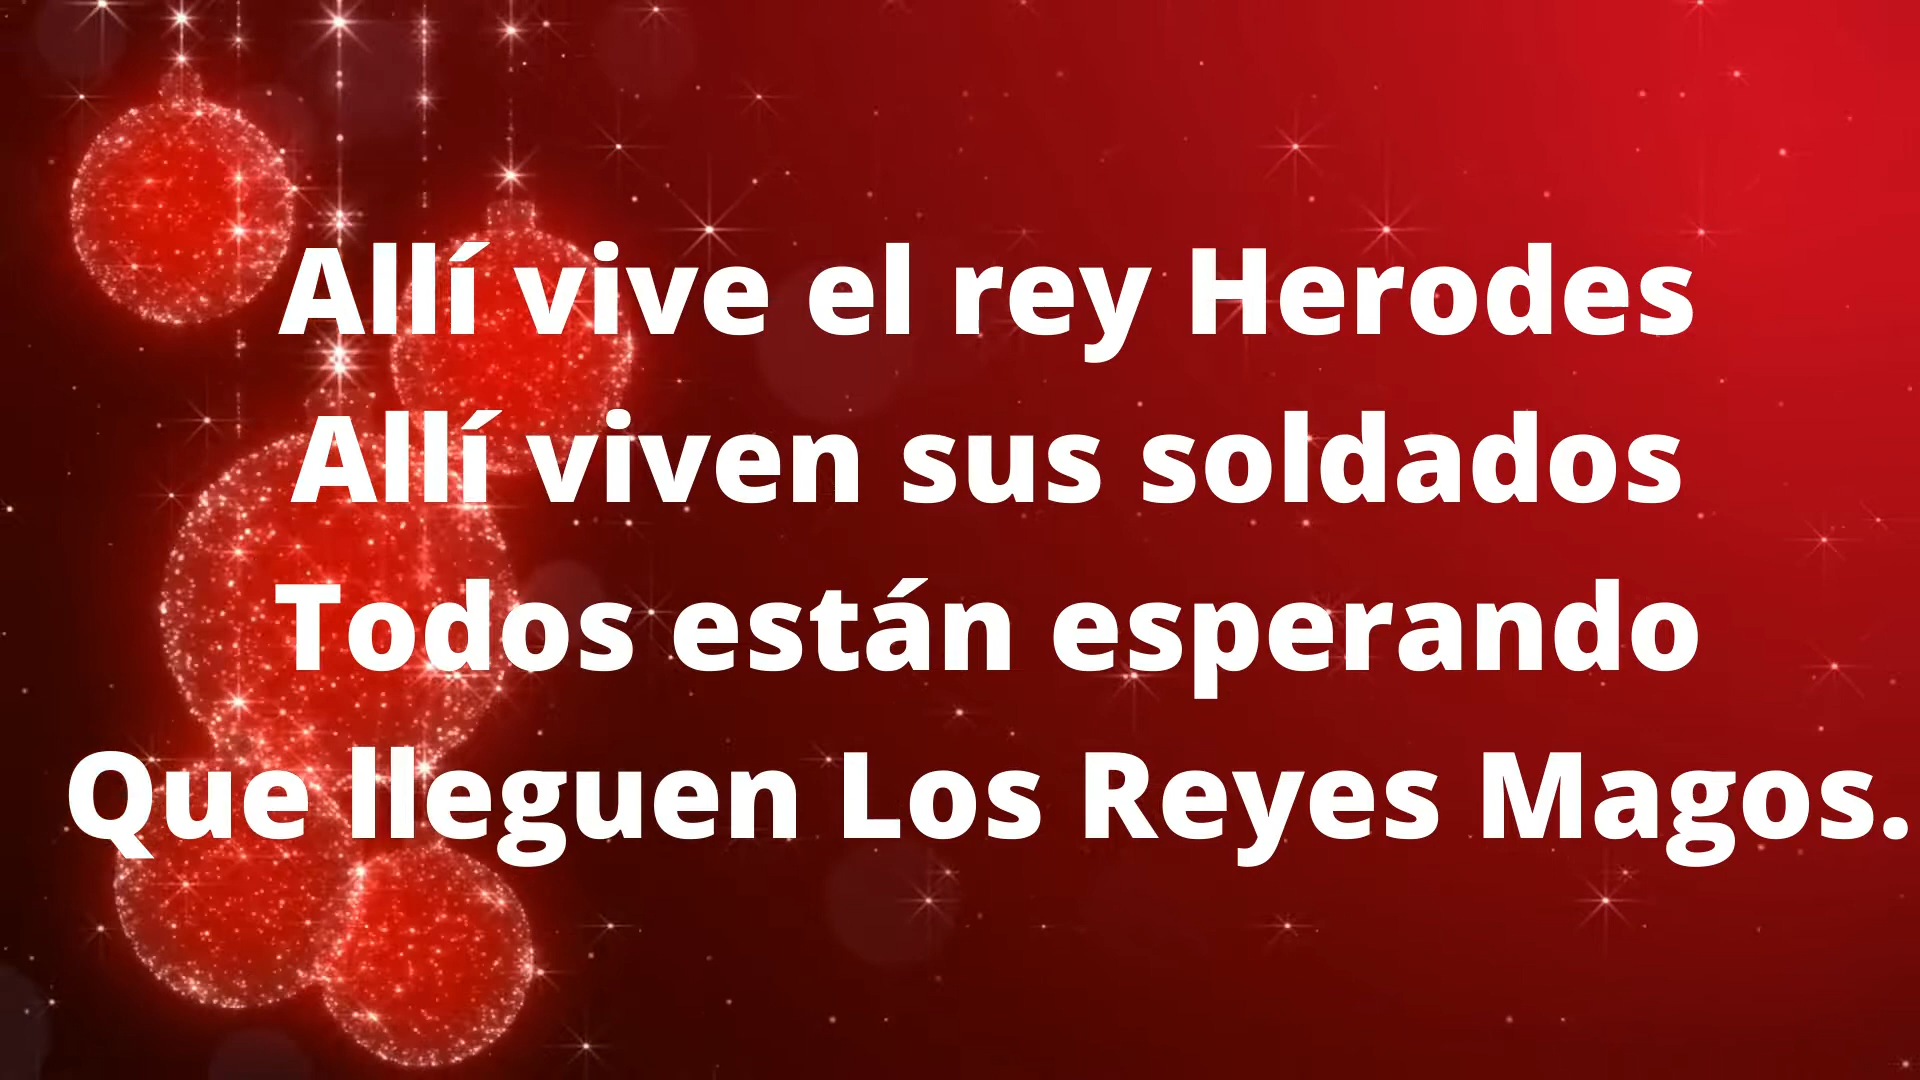 Allí vive el rey Herodes
Allí viven sus soldados
Todos están esperando
Que lleguen Los Reyes Magos.